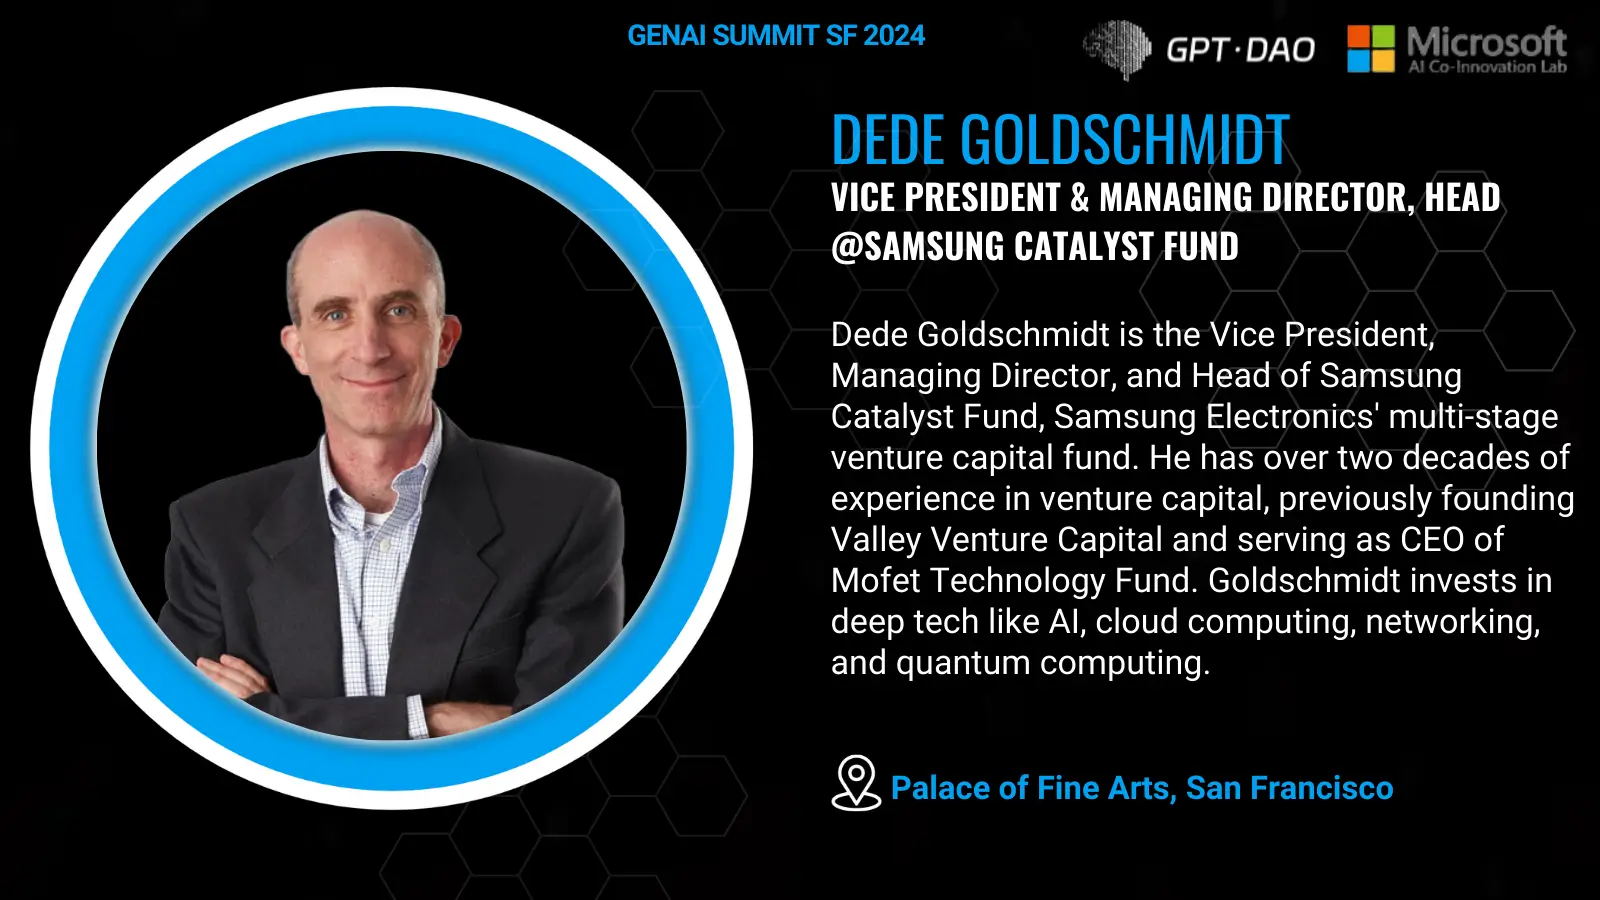 GENAI SUMMIT SF 2024
GPT·DAO
Microsoft
AI Co-Innovation Lab
DEDE GOLDSCHMIDT
VICE PRESIDENT & MANAGING DIRECTOR, HEAD
@SAMSUNG CATALYST FUND
Dede Goldschmidt is the Vice President,
Managing Director, and Head of Samsung
Catalyst Fund, Samsung Electronics' multi-stage
venture capital fund. He has over two decades of
experience in venture capital, previously founding
Valley Venture Capital and serving as CEO of
Mofet Technology Fund. Goldschmidt invests in
deep tech like AI, cloud computing, networking,
and quantum computing.
Palace of Fine Arts, San Francisco